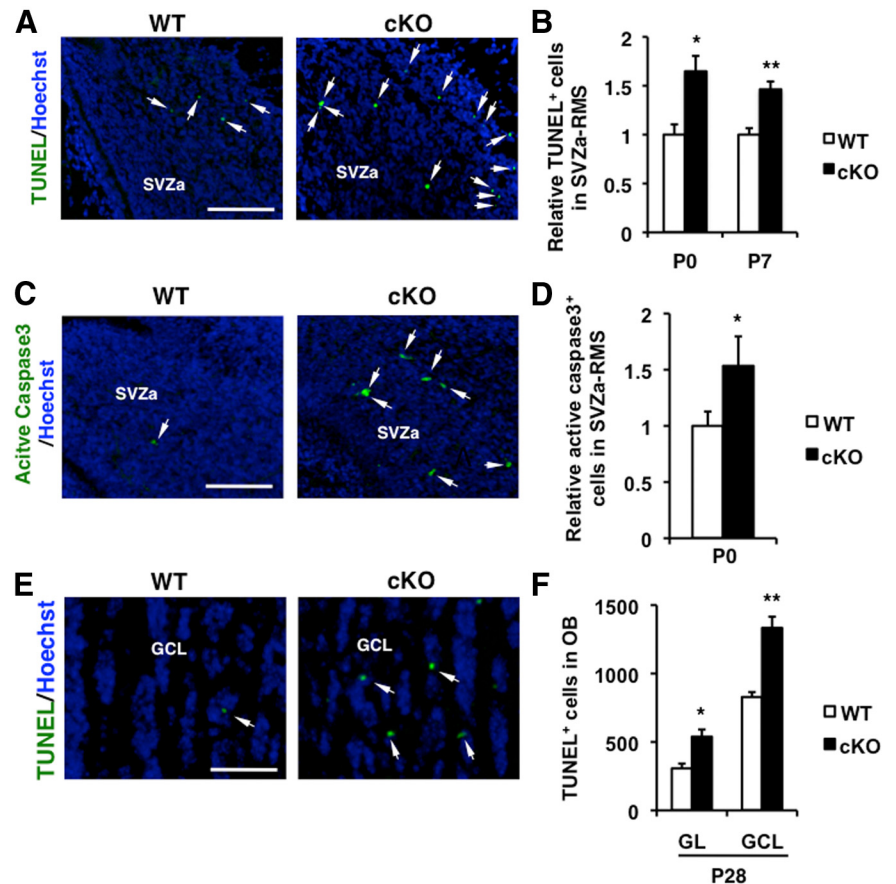 A
WT
cKO
TUNEL/Hoechst
SVZa
SVZa
B
Relative TUNEL+ cells
in SVZa-RMS
2
1.5
1
0.5
0
*
**
P0
P7
WT
cKO
C
WT
cKO
Acitve Caspase3
/Hoechst
SVZa
SVZa
D
Relative active caspase3+
cells in SVZa-RMS
2
1.5
1
0.5
0
*
P0
WT
cKO
E
WT
cKO
TUNEL/Hoechst
GCL
GCL
F
TUNEL+ cells in OB
1500
1000
500
0
*
**
GL
GCL
P28
WT
cKO